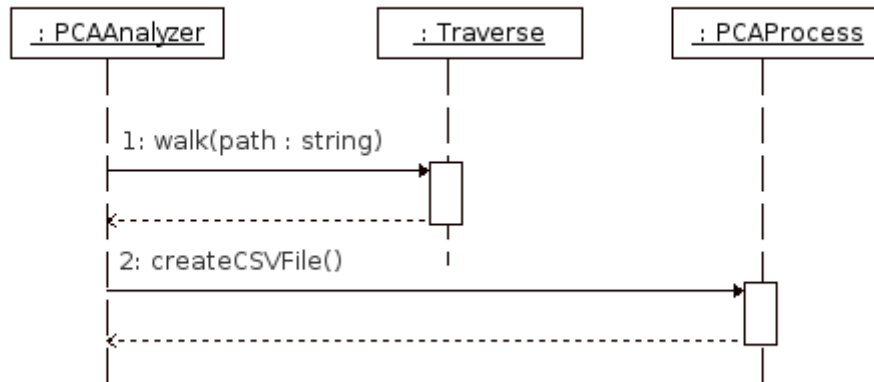 : PCAAnalyzer
: Traverse
: PCAProcess
1: walk(path : string)
2: createCSVFile()